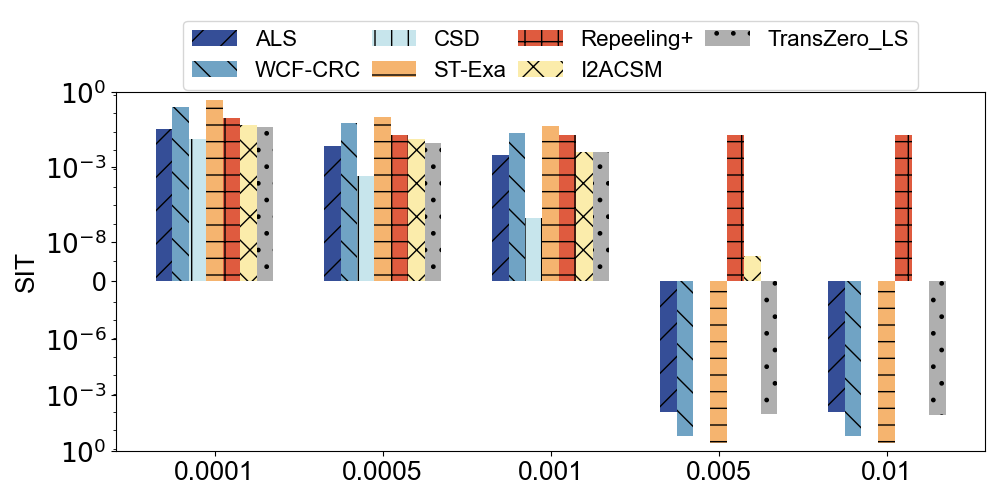 ALS CSD Repeeling+ TransZero_LS
WCF-CRC ST-Exa I2ACSM
10^0
10^-3
10^-8
0
10^-6
10^-3
10^0
SIT
0.0001 0.0005 0.001 0.005 0.01